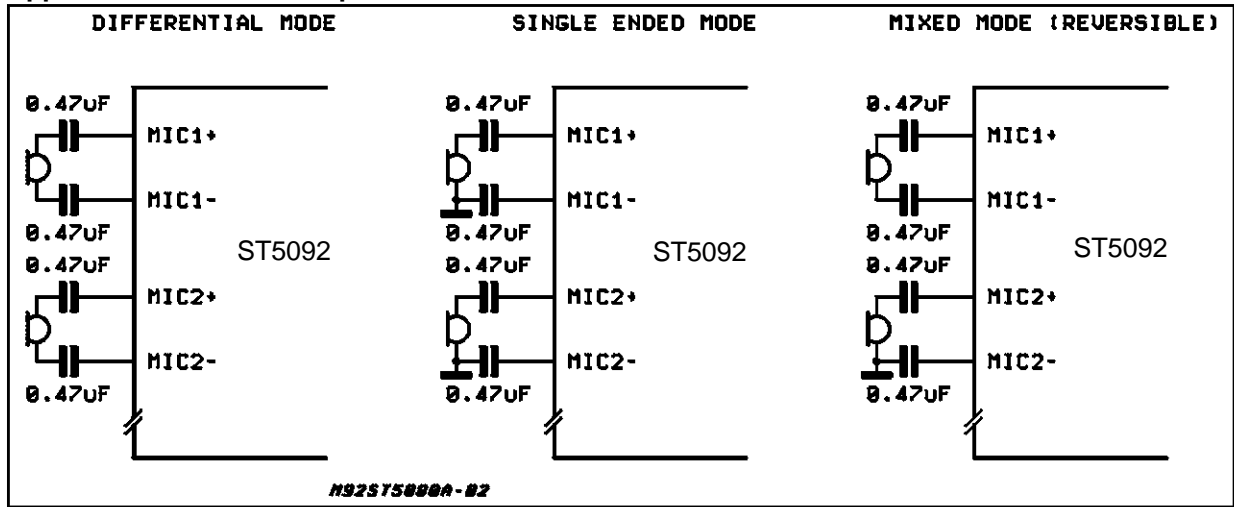 DIFFERENTIAL MODE
SINGLE ENDED MODE
MIXED MODE (REVERSIBLE)
0.47uF
MIC1+
MIC1-
0.47uF
ST5092
0.47uF
MIC2+
MIC2-
0.47uF
0.47uF
MIC1+
MIC1-
0.47uF
ST5092
0.47uF
MIC2+
MIC2-
0.47uF
0.47uF
MIC1+
MIC1-
0.47uF
ST5092
0.47uF
MIC2+
MIC2-
0.47uF
M92ST5080A-02